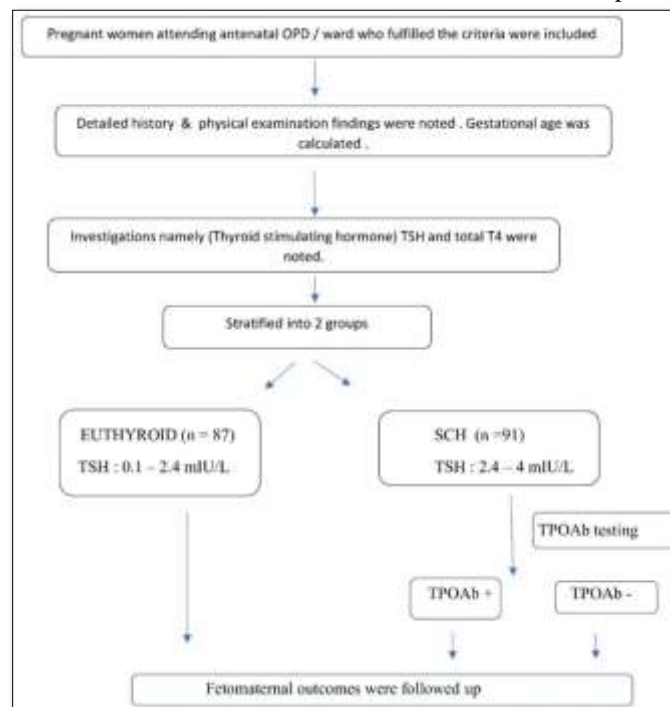 Pregnant women attending antenatal OPD / ward who fulfilled the criteria were included
Detailed history & physical examination findings were noted . Gestational age was
calculated .
Investigations namely (Thyroid stimulating hormone) TSH and total T4 were
noted.
Stratified into 2 groups
EUTHYROID (n = 87)
TSH : 0.1 – 2.4 mIU/L
SCH (n =91)
TSH : 2.4 – 4 mIU/L
TPOAb testing
TPOAb +
TPOAb -
Fetomaternal outcomes were followed up